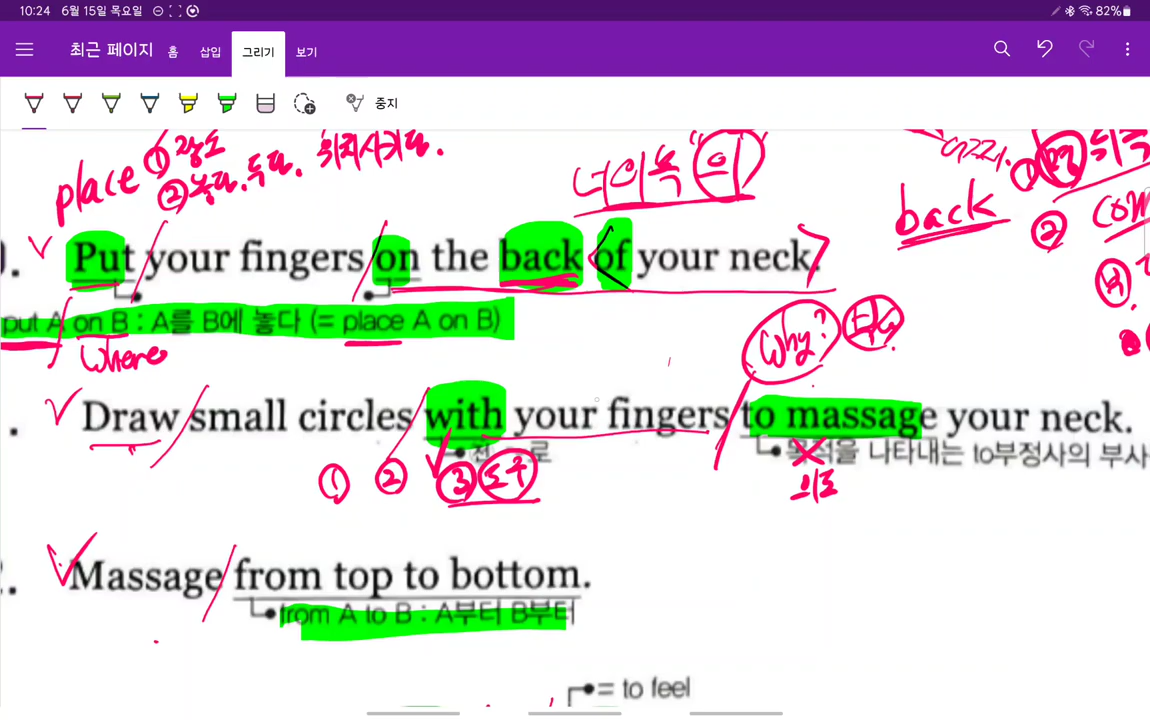 10:24 6월 15일 목요일 82%
최근 페이지 홈 삽입 그리기 보기
중지
place ① 장소
② 놓다, 두다, 위치시키다.
너의 목 "의"
back
①
②
Put your fingers on the back <of your neck.>
put A on B : A를 B에 놓다 (= place A on B)
where
Why?
Draw small circles with your fingers to massage your neck.
목적을 나타내는 to부정사의 부사
① ② ③ 도구
의도
Massage from top to bottom.
from A to B : A부터 B부터
= to feel